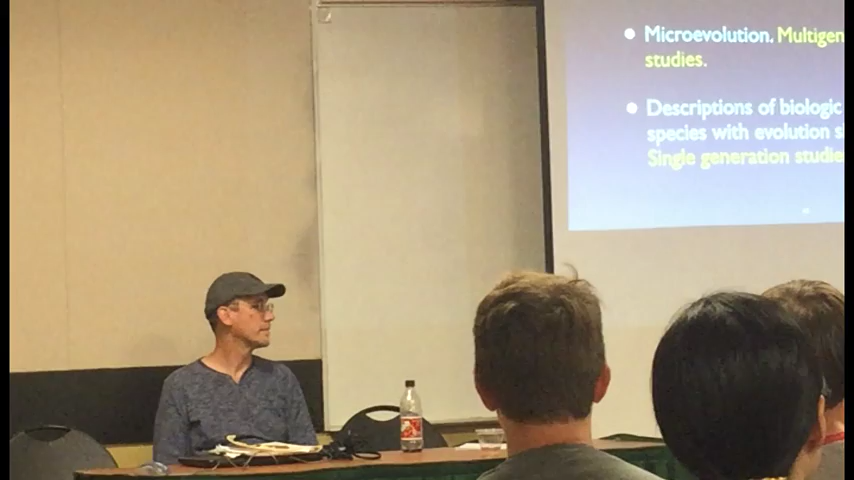 Microevolution. Multigen
studies.
Descriptions of biologic
species with evolution s
Single generation studie